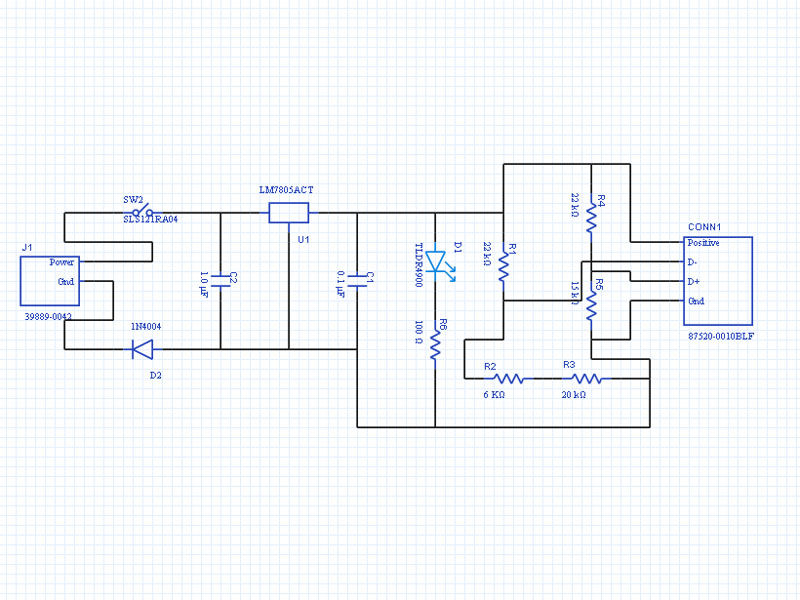 SW2
SLS121RA04
LM7805ACT
U1
J1
Power
Gnd
39889-0042
1N4004
D2
C2
1.0 µF
C1
0.1 µF
D1
TLDR4900
R6
100 Ω
R1
22 kΩ
R4
22 kΩ
R5
15 k
R2
6 KΩ
R3
20 kΩ
CONN1
Positive
D-
D+
Gnd
87520-0010BLF